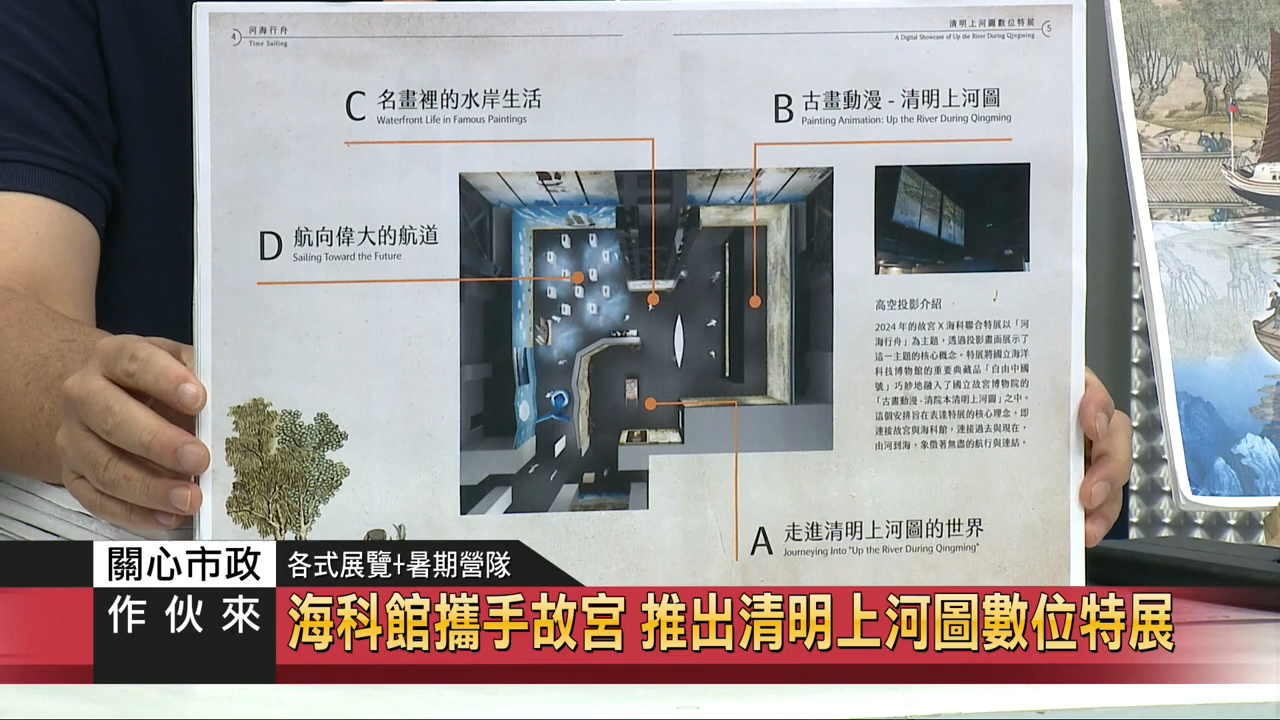 4 河海行舟
Time Sailing
清明上河圖數位特展 5
A Digital Showcase of Up the River During Qingming
C 名畫裡的水岸生活
Waterfront Life in Famous Paintings
B 古畫動漫 - 清明上河圖
Painting Animation: Up the River During Qingming
D 航向偉大的航道
Sailing Toward the Future
高空投影介紹
2024 年的故宮 X 海科聯合特展以「河
海行舟」為主題，透過投影畫面展示了
這一主題的核心概念。特展將國立海洋
科技博物館的重要典藏品「自由中國
號」巧妙地融入了國立故宮博物院的
「古畫動漫-清院本清明上河圖」之中。
這個安排旨在表達特展的核心理念，即
連接故宮與海科館，連接過去與現在，
由河到海，象徵著無盡的航行與連結。
A 走進清明上河圖的世界
Journeying Into "Up the River During Qingming"
關心市政
作伙來
各式展覽+暑期營隊
海科館攜手故宮 推出清明上河圖數位特展